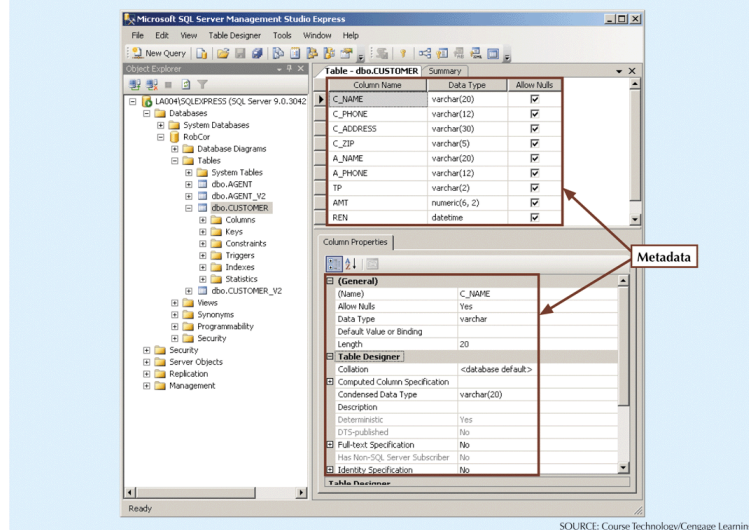 Microsoft SQL Server Management Studio Express
File Edit View Table Designer Tools Window Help
New Query
Object Explorer
LA004\SQLEXPRESS (SQL Server 9.0.3042
Databases
System Databases
RobCor
Database Diagrams
Tables
System Tables
dbo.AGENT
dbo.AGENT_V2
dbo.CUSTOMER
Columns
Keys
Constraints
Triggers
Indexes
Statistics
dbo.CUSTOMER_V2
Views
Synonyms
Programmability
Security
Security
Server Objects
Replication
Management
Table - dbo.CUSTOMER Summary
Column Name Data Type Allow Nulls
C_NAME varchar(20)
C_PHONE varchar(12)
C_ADDRESS varchar(30)
C_ZIP varchar(5)
A_NAME varchar(20)
A_PHONE varchar(12)
TP varchar(2)
AMT numeric(6, 2)
REN datetime
Column Properties
(General)
(Name) C_NAME
Allow Nulls Yes
Data Type varchar
Default Value or Binding
Length 20
Table Designer
Collation <database default>
Computed Column Specification
Condensed Data Type varchar(20)
Description
Deterministic Yes
DTS-published No
Full-text Specification No
Has Non-SQL Server Subscriber No
Identity Specification No
Table Designer
Metadata
Ready
SOURCE: Course Technology/Cengage Learnin